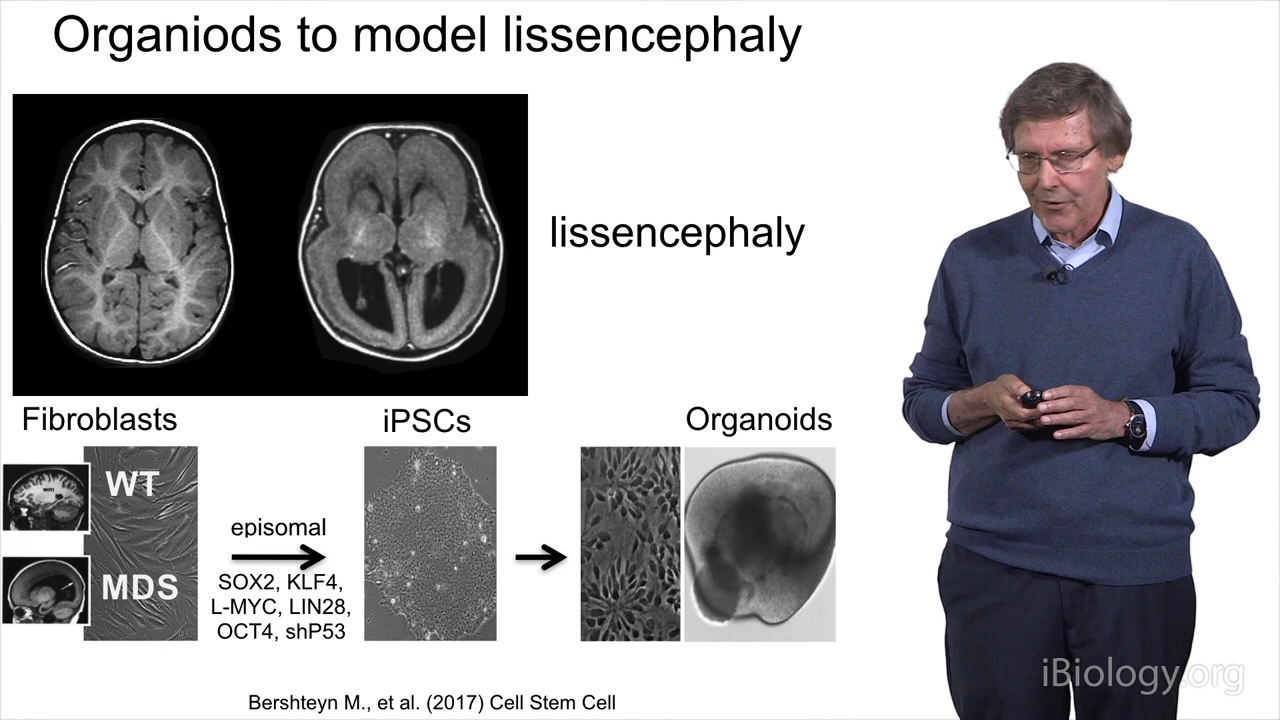 Organiods to model lissencephaly
lissencephaly
Fibroblasts
iPSCs
Organoids
WT
wm
MDS
episomal
SOX2, KLF4,
L-MYC, LIN28,
OCT4, shP53
Bershteyn M., et al. (2017) Cell Stem Cell
iBiology.org